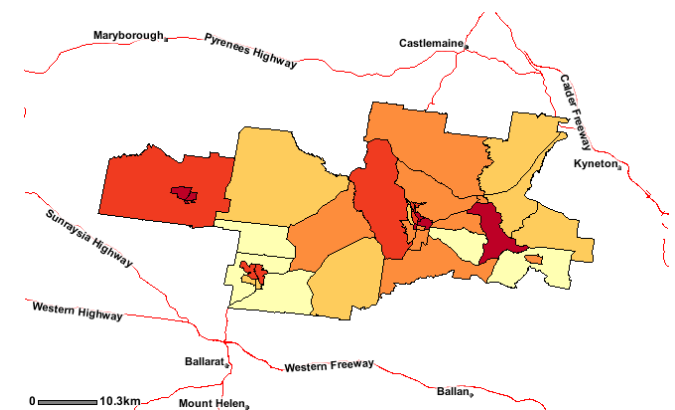 Maryborough
Pyrenees Highway
Castlemaine
Calder Freeway
Kyneton
Sunraysia Highway
Western Highway
Ballarat
Western Freeway
Ballan
0 10.3km
Mount Helen